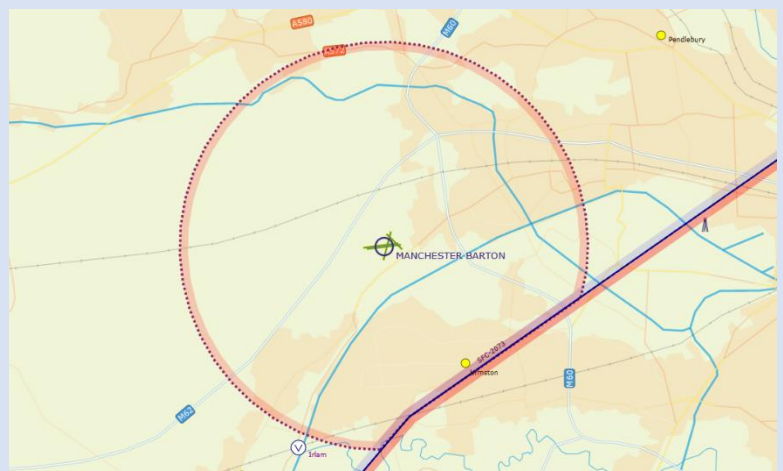 A580
M60
Pendlebury
A572
MANCHESTER BARTON
SFC-2073
Urmston
M60
M62
Irlam